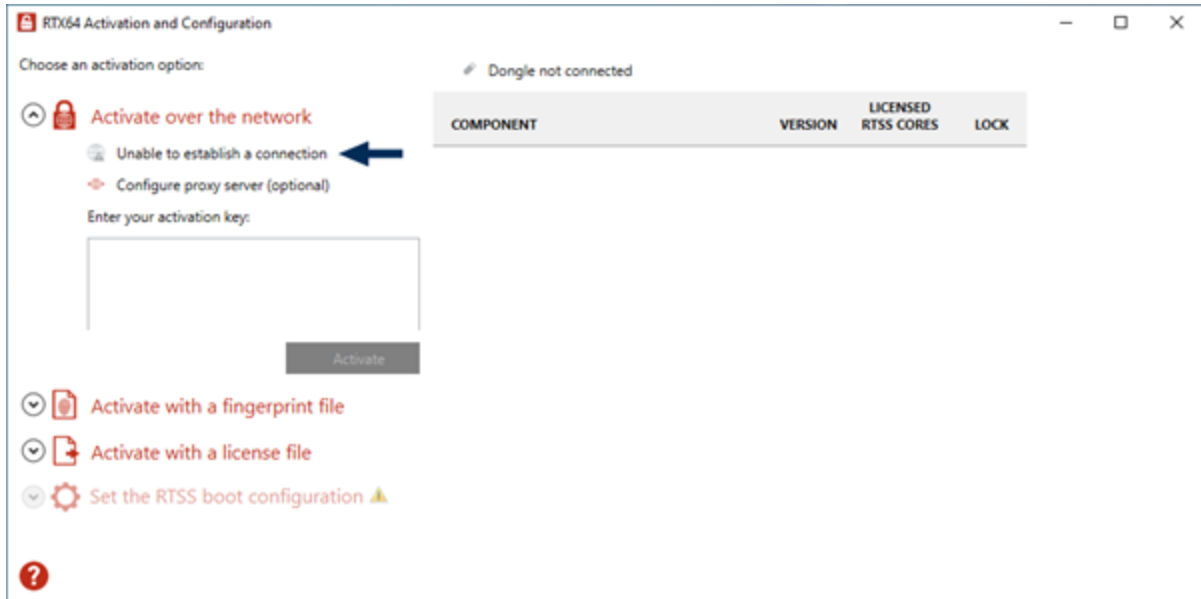 RTX64 Activation and Configuration
Choose an activation option:
Activate over the network
Unable to establish a connection
Configure proxy server (optional)
Enter your activation key:
Activate
Activate with a fingerprint file
Activate with a license file
Set the RTSS boot configuration
?
Dongle not connected
COMPONENT
VERSION
LICENSED
RTSS CORES
LOCK